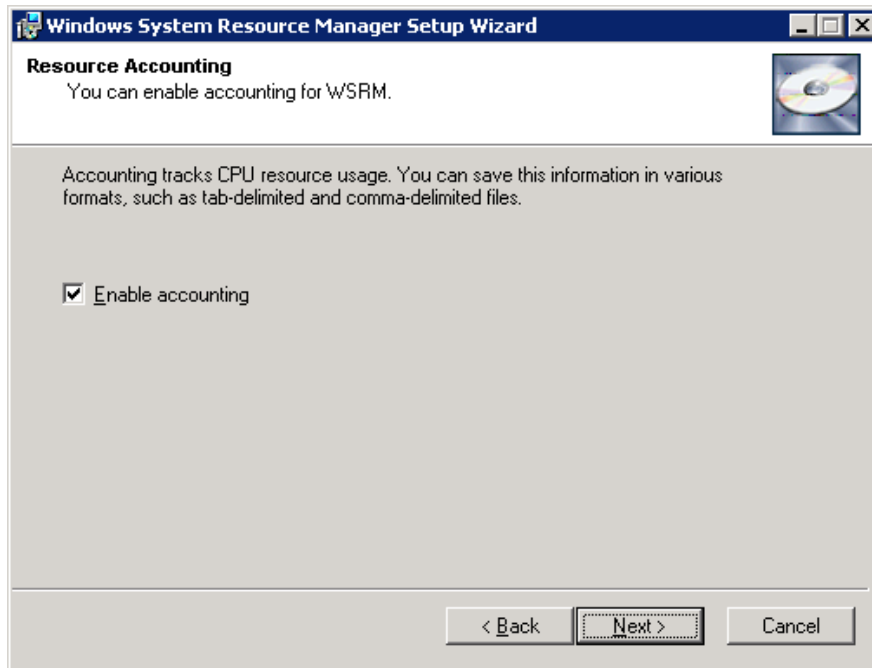 Windows System Resource Manager Setup Wizard
Resource Accounting
You can enable accounting for WSRM.
Accounting tracks CPU resource usage. You can save this information in various
formats, such as tab-delimited and comma-delimited files.
Enable accounting
< Back Next > Cancel